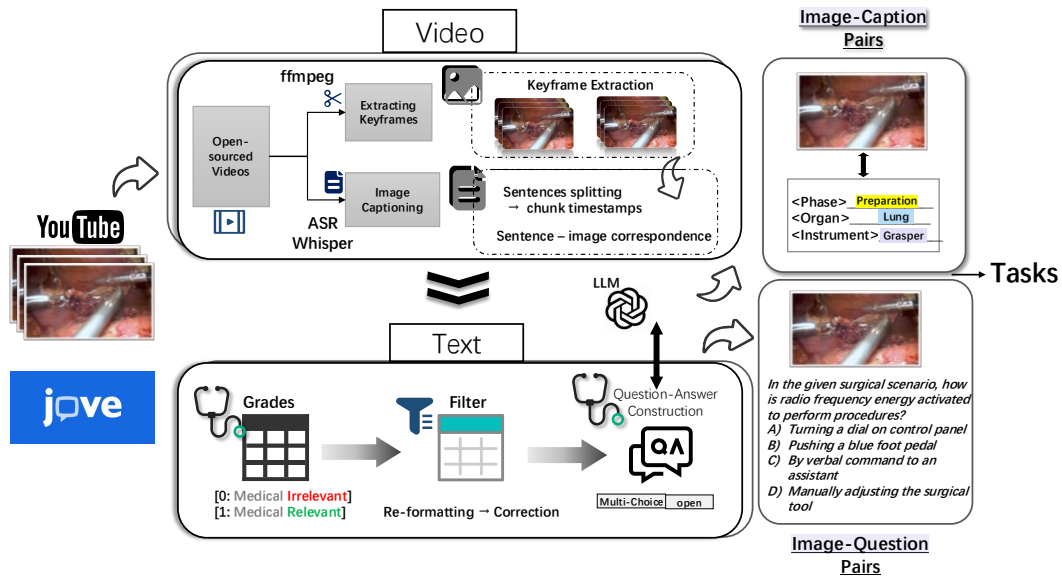 Video
ffmpeg
Extracting
Keyframes
Keyframe Extraction
Open-
sourced
Videos
Image
Captioning
ASR
Whisper
Sentences splitting
→ chunk timestamps
Sentence – image correspondence
YouTube
jove
LLM
Text
Grades
Filter
Question-Answer
Construction
QA
[0: Medical Irrelevant]
[1: Medical Relevant]
Re-formatting → Correction
Multi-Choice open
Image-Caption
Pairs
<Phase> Preparation
<Organ> Lung
<Instrument> Grasper
Tasks
In the given surgical scenario, how
is radio frequency energy activated
to perform procedures?
A) Turning a dial on control panel
B) Pushing a blue foot pedal
C) By verbal command to an
assistant
D) Manually adjusting the surgical
tool
Image-Question
Pairs